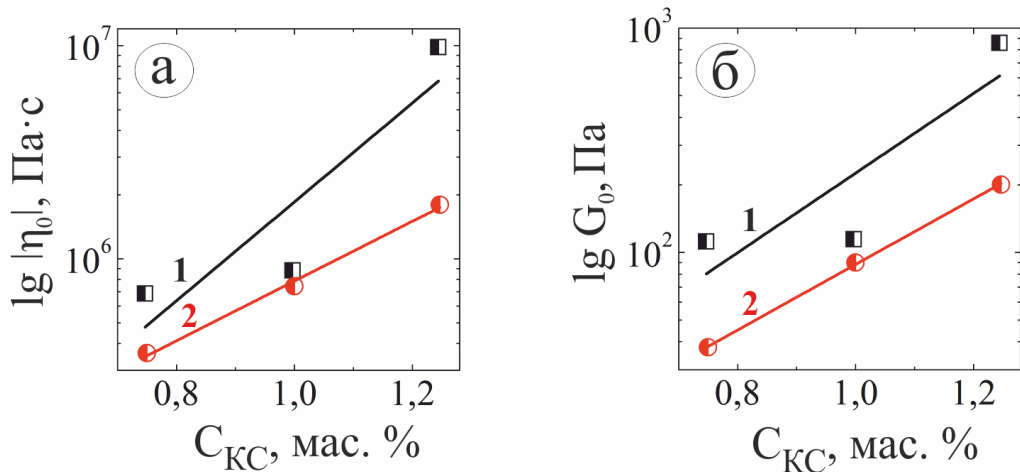 а
lg |η₀|, Па·с
10⁷
10⁶
1
2
0,8 1,0 1,2
C_КС, мас. %
б
lg G₀, Па
10³
10²
1
2
0,8 1,0 1,2
C_КС, мас. %